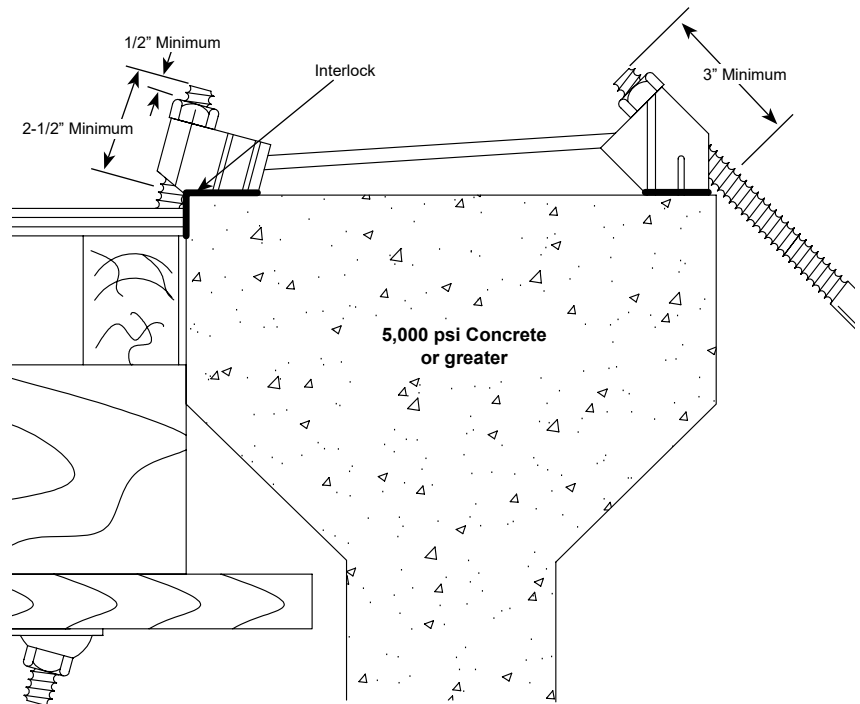 1/2” Minimum
Interlock
3” Minimum
2-1/2” Minimum
5,000 psi Concrete
or greater